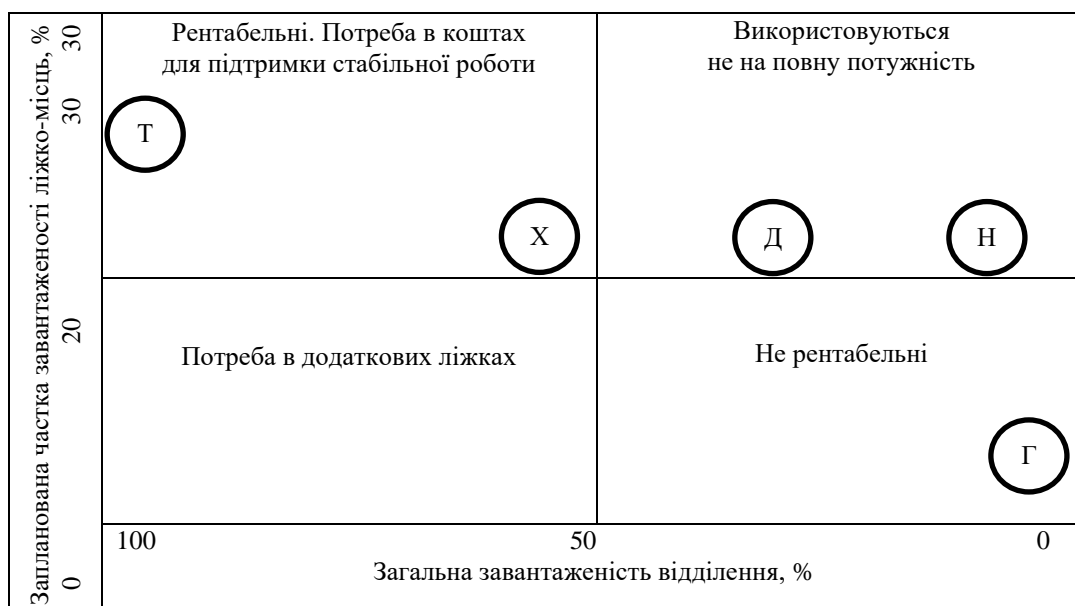 Запланована частка завантаженості ліжко-місць, %
30
30
20
0
Рентабельні. Потреба в коштах
для підтримки стабільної роботи
Використовуються
не на повну потужність
Т
Х
Д
Н
Потреба в додаткових ліжках
Не рентабельні
Г
100
50
0
Загальна завантаженість відділення, %